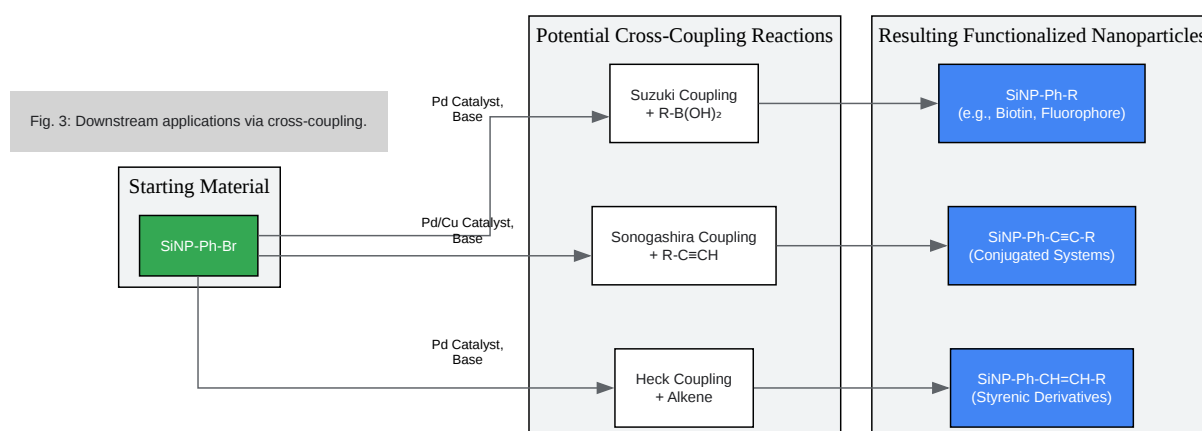 Fig. 3: Downstream applications via cross-coupling.
Starting Material
SiNP-Ph-Br
Pd Catalyst,
Base
Pd/Cu Catalyst,
Base
Pd Catalyst,
Base
Potential Cross-Coupling Reactions
Suzuki Coupling
+ R-B(OH)₂
Sonogashira Coupling
+ R-C≡CH
Heck Coupling
+ Alkene
Resulting Functionalized Nanoparticles
SiNP-Ph-R
(e.g., Biotin, Fluorophore)
SiNP-Ph-C≡C-R
(Conjugated Systems)
SiNP-Ph-CH=CH-R
(Styrenic Derivatives)